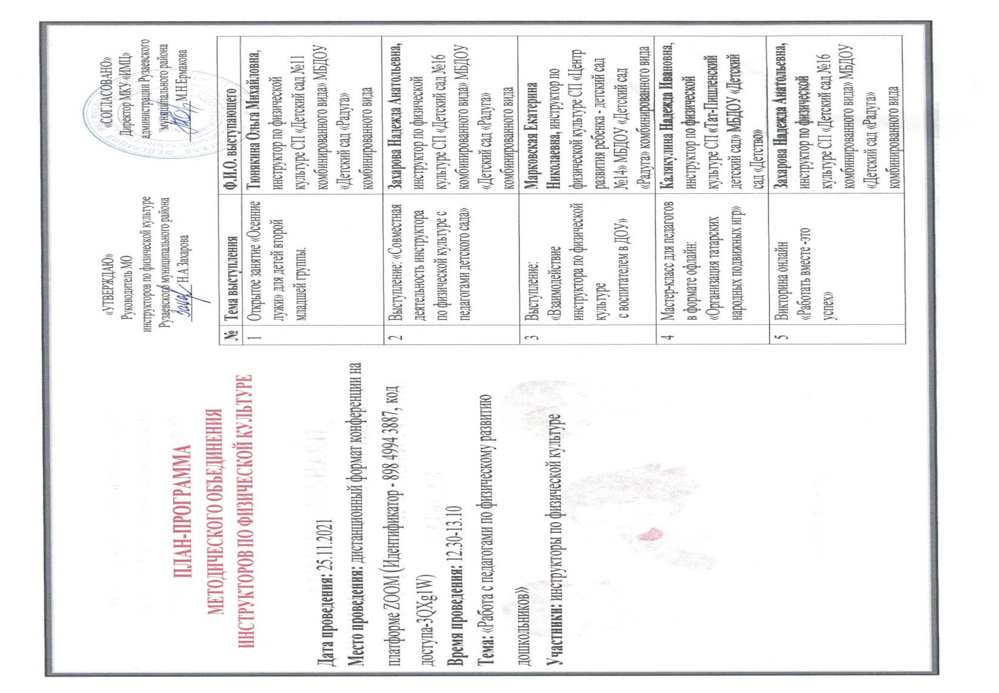 ПЛАН-ПРОГРАММА
МЕТОДИЧЕСКОГО ОБЪЕДИНЕНИЯ
ИНСТРУКТОРОВ ПО ФИЗИЧЕСКОЙ КУЛЬТУРЕ
Дата проведения: 25.11.2021
Место проведения: дистанционный формат конференции на
платформе ZOOM (Идентификатор - 898 4994 3887, код
доступа-3QXg1W)
Время проведения: 12.30-13.10
Тема: «Работа с педагогами по физическому развитию
дошкольников»
Участники: инструкторы по физической культуре
«УТВЕРЖДАЮ»
Руководитель МО
инструкторов по физической культуре
Рузаевского муниципального района
Н.А.Захарова
«СОГЛАСОВАНО»
Директор МКУ «ИМЦ»
администрации Рузаевского
муниципального района
М.Н.Ермакова
№ Тема выступления Ф.И.О. выступающего
1 Открытое занятие «Осенние
лужи» для детей второй
младшей группы.
Тюнякина Ольга Михайловна,
инструктор по физической
культуре СП «Детский сад №11
комбинированного вида» МБДОУ
«Детский сад «Радуга»
комбинированного вида
2 Выступление: «Совместная
деятельность инструктора
по физической культуре с
педагогами детского сада»
Захарова Надежда Анатольевна,
инструктор по физической
культуре СП «Детский сад №16
комбинированного вида» МБДОУ
«Детский сад «Радуга»
комбинированного вида
3 Выступление:
«Взаимодействие
инструктора по физической
культуре
с воспитателем в ДОУ»
Марковская Екатерина
Николаевна, инструктор по
физической культуре СП «Центр
развития ребенка - детский сад
№14» МБДОУ «Детский сад
«Радуга» комбинированного вида
4 Мастер-класс для педагогов
в формате офлайн:
«Организация татарских
народных подвижных игр»
Калякулина Надежда Ивановна,
инструктор по физической
культуре СП «Тат-Пишленский
детский сад» МБДОУ «Детский
сад «Детство»
5 Викторина онлайн
«Работать вместе -это
успех»
Захарова Надежда Анатольевна,
инструктор по физической
культуре СП «Детский сад №16
комбинированного вида» МБДОУ
«Детский сад «Радуга»
комбинированного вида